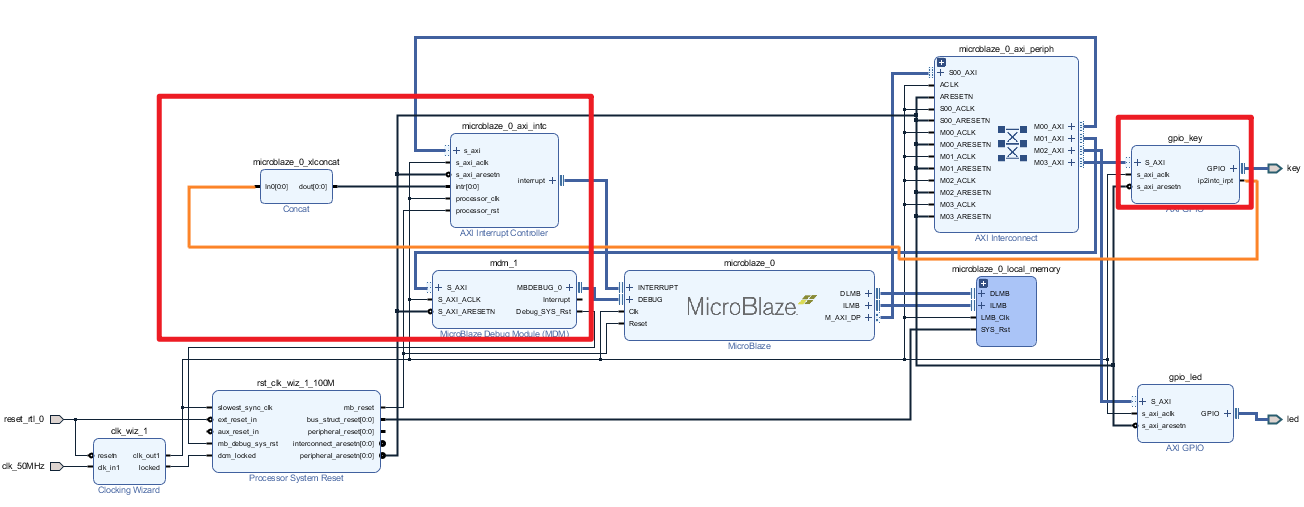 microblaze_0_axi_periph
S00_AXI
ACLK
ARESETN
S00_ACLK
S00_ARESETN
M00_ACLK
M00_ARESETN
M01_ACLK
M01_ARESETN
M02_ACLK
M02_ARESETN
M03_ACLK
M03_ARESETN
M00_AXI
M01_AXI
M02_AXI
M03_AXI
AXI Interconnect
microblaze_0_axi_intc
s_axi
s_axi_aclk
s_axi_aresetn
intr[0:0]
processor_clk
processor_rst
interrupt
AXI Interrupt Controller
microblaze_0_xlconcat
In0[0:0]
dout[0:0]
Concat
gpio_key
S_AXI
s_axi_aclk
s_axi_aresetn
GPIO
ip2intc_irpt
AXI GPIO
key
mdm_1
S_AXI
S_AXI_ACLK
S_AXI_ARESETN
MBDEBUG_0
Interrupt
Debug_SYS_Rst
MicroBlaze Debug Module (MDM)
microblaze_0
INTERRUPT
DEBUG
Clk
Reset
MicroBlaze
DLMB
ILMB
M_AXI_DP
MicroBlaze
microblaze_0_local_memory
DLMB
ILMB
LMB_Clk
SYS_Rst
rst_clk_wiz_1_100M
slowest_sync_clk
ext_reset_in
aux_reset_in
mb_debug_sys_rst
dcm_locked
mb_reset
bus_struct_reset[0:0]
peripheral_reset[0:0]
interconnect_aresetn[0:0]
peripheral_aresetn[0:0]
Processor System Reset
reset_rtl_0
clk_50MHz
clk_wiz_1
resetn
clk_in1
clk_out1
locked
Clocking Wizard
gpio_led
S_AXI
s_axi_aclk
s_axi_aresetn
GPIO
AXI GPIO
led